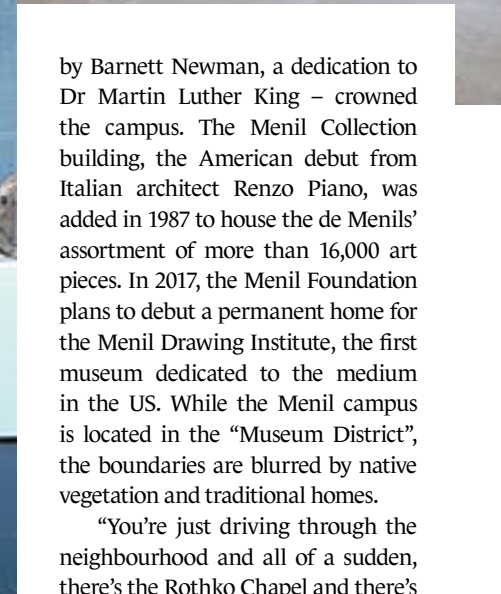 by Barnett Newman, a dedication to
Dr Martin Luther King – crowned
the campus. The Menil Collection
building, the American debut from
Italian architect Renzo Piano, was
added in 1987 to house the de Menils’
assortment of more than 16,000 art
pieces. In 2017, the Menil Foundation
plans to debut a permanent home for
the Menil Drawing Institute, the first
museum dedicated to the medium
in the US. While the Menil campus
is located in the “Museum District”,
the boundaries are blurred by native
vegetation and traditional homes.
“You’re just driving through the
neighbourhood and all of a sudden,
there’s the Rothko Chapel and there’s